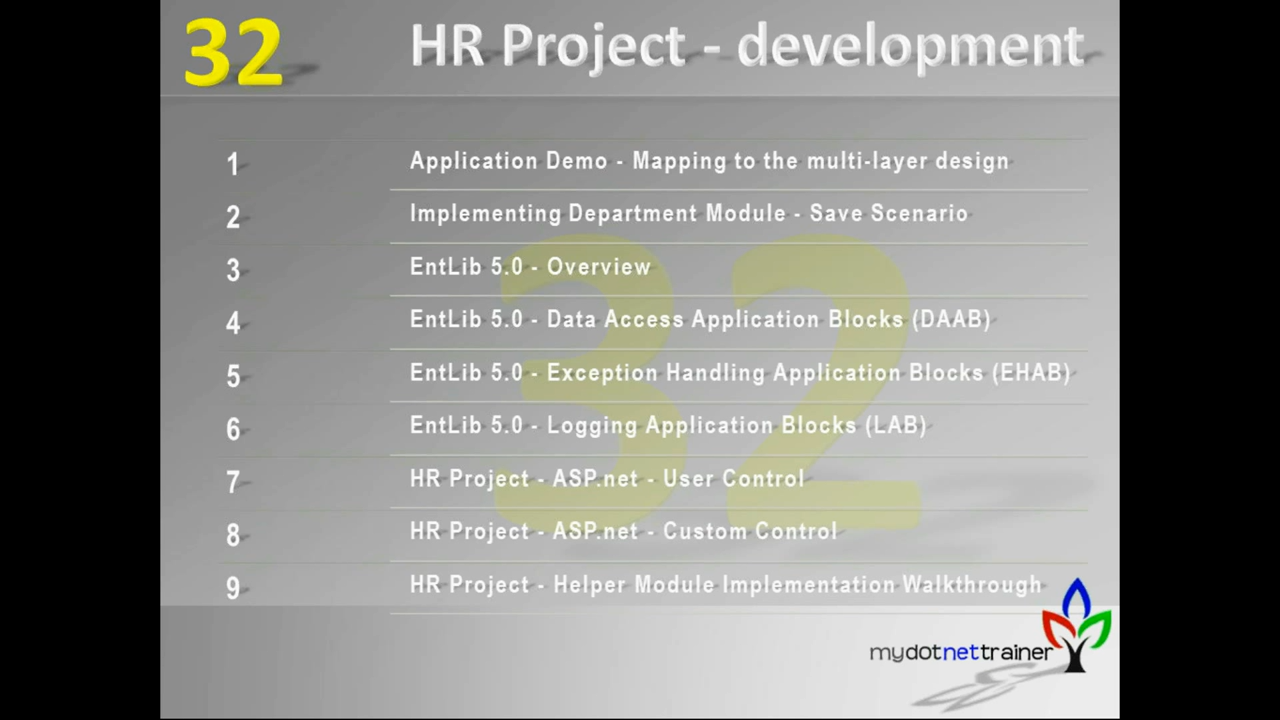 32 HR Project - development
1 Application Demo - Mapping to the multi-layer design
2 Implementing Department Module - Save Scenario
3 EntLib 5.0 - Overview
4 EntLib 5.0 - Data Access Application Blocks (DAAB)
5 EntLib 5.0 - Exception Handling Application Blocks (EHAB)
6 EntLib 5.0 - Logging Application Blocks (LAB)
7 HR Project - ASP.net - User Control
8 HR Project - ASP.net - Custom Control
9 HR Project - Helper Module Implementation Walkthrough
32
mydotnettrainer